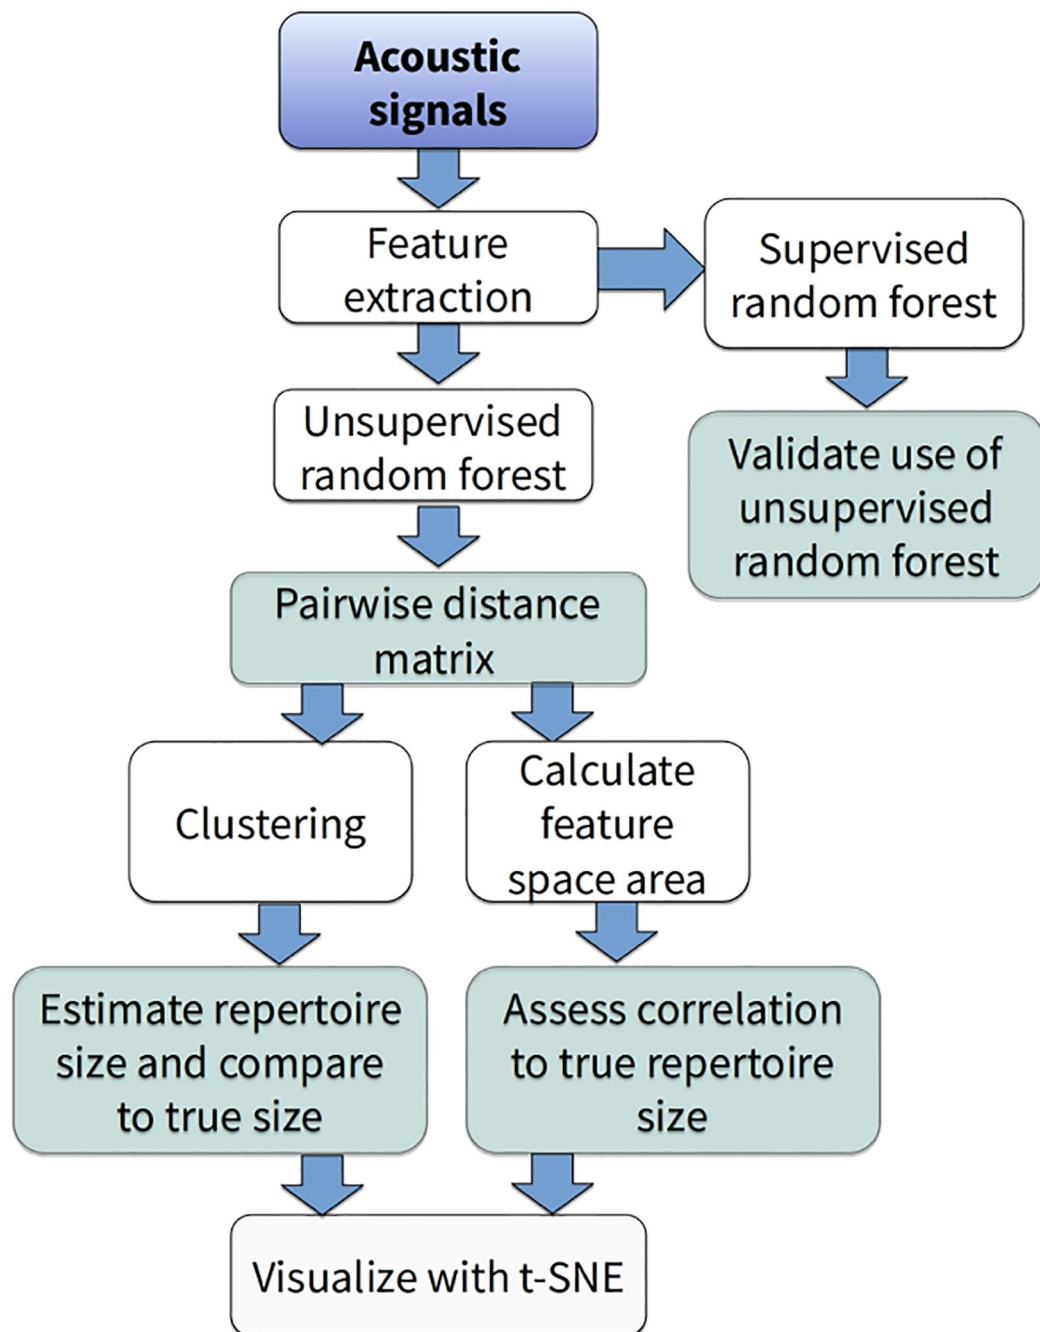 Acoustic
signals
Feature
extraction
Supervised
random forest
Unsupervised
random forest
Validate use of
unsupervised
random forest
Pairwise distance
matrix
Clustering
Calculate
feature
space area
Estimate repertoire
size and compare
to true size
Assess correlation
to true repertoire
size
Visualize with t-SNE